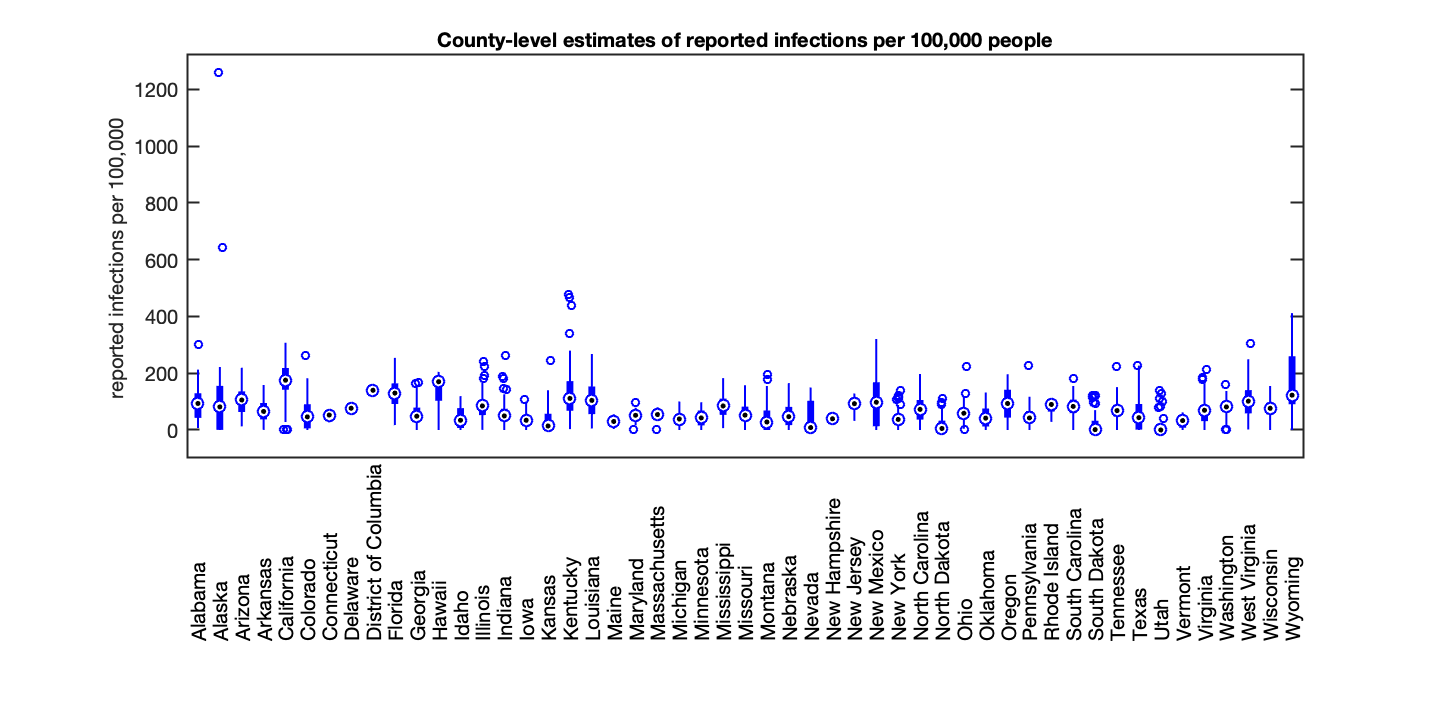 County-level estimates of reported infections per 100,000 people
reported infections per 100,000
1200
1000
800
600
400
200
0
Alabama
Alaska
Arizona
Arkansas
California
Colorado
Connecticut
Delaware
District of Columbia
Florida
Georgia
Hawaii
Idaho
Illinois
Indiana
Iowa
Kansas
Kentucky
Louisiana
Maine
Maryland
Massachusetts
Michigan
Minnesota
Mississippi
Missouri
Montana
Nebraska
Nevada
New Hampshire
New Jersey
New Mexico
New York
North Carolina
North Dakota
Ohio
Oklahoma
Oregon
Pennsylvania
Rhode Island
South Carolina
South Dakota
Tennessee
Texas
Utah
Vermont
Virginia
Washington
West Virginia
Wisconsin
Wyoming